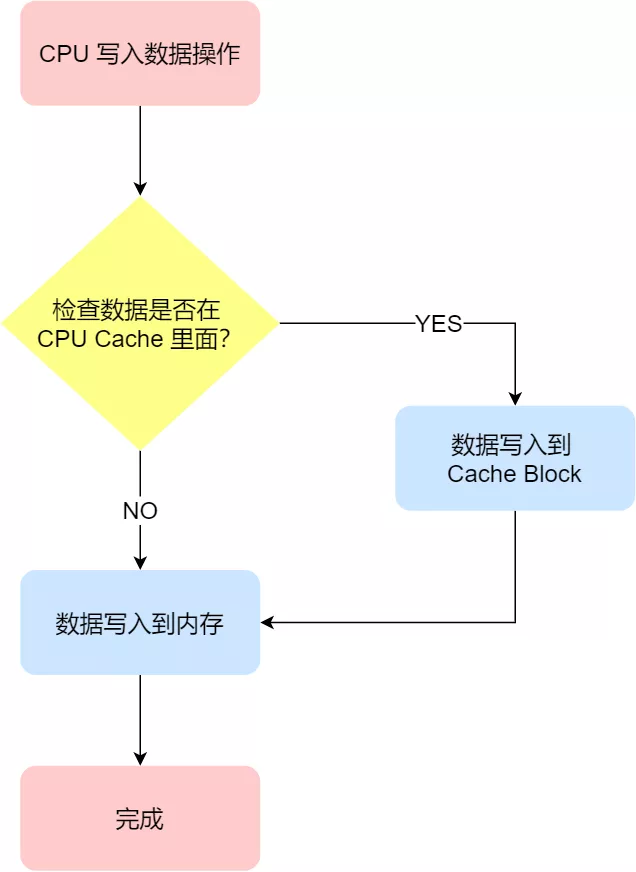 CPU 写入数据操作
检查数据是否在
CPU Cache 里面？
YES
数据写入到
Cache Block
NO
数据写入到内存
完成